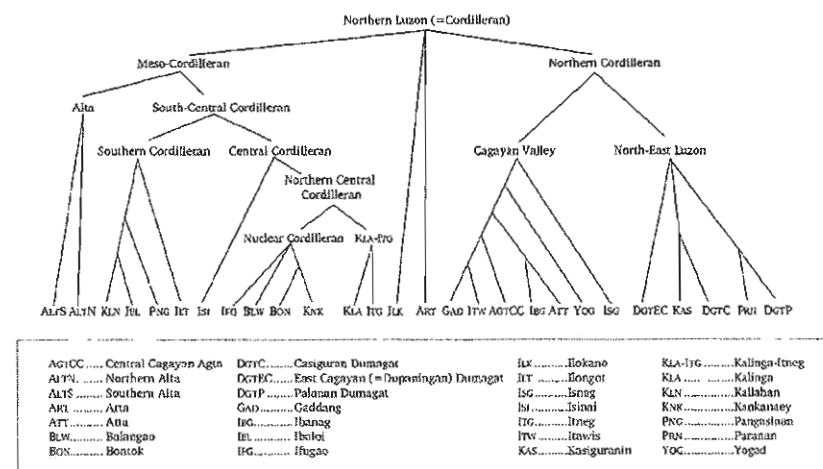 Northern Luzon (=Cordilleran)
Meso-Cordilleran Northern Cordilleran
Alta South-Central Cordilleran
Southern Cordilleran Central Cordilleran Cagayan Valley North-East Luzon
Northern Central
Cordilleran
Nuclear Cordilleran KLA-ITG
ALTS ALTN KLN IBL PNG ILT ISI IFG BLW BON KNK KLA ITG ILK ART GAD ITW AGTCC IBG ATT YOG ISG DGTEC KAS DGTC PRN DGTP
AGTCC ..... Central Cagayan Agta DGTC............ Casiguran Dumagat ILK ............ Ilokano KLA-ITG ......... Kalinga-Itneg
ALTN......... Northern Alta DGTEC......... East Cagayan (=Dupaningan) Dumagat ILT ............ Ilongot KLA ............ Kalinga
ALTS ......... Southern Alta DGTP ............ Palanan Dumagat ISG............ Isneg KLN ............ Kallahan
ART............ Arta GAD ............ Gaddang ISI ............ Isinai KNK ............ Kankanaey
ATT ............ Atta IBG............ Ibanag ITG ............ Itneg PNG............ Pangasinan
BLW............ Balangao IBL............ Ibaloi ITW ............ Itawis PRN............ Paranan
BON............ Bontok IFG ............ Ifugao KAS ............ Kasiguranin YOG............ Yogad